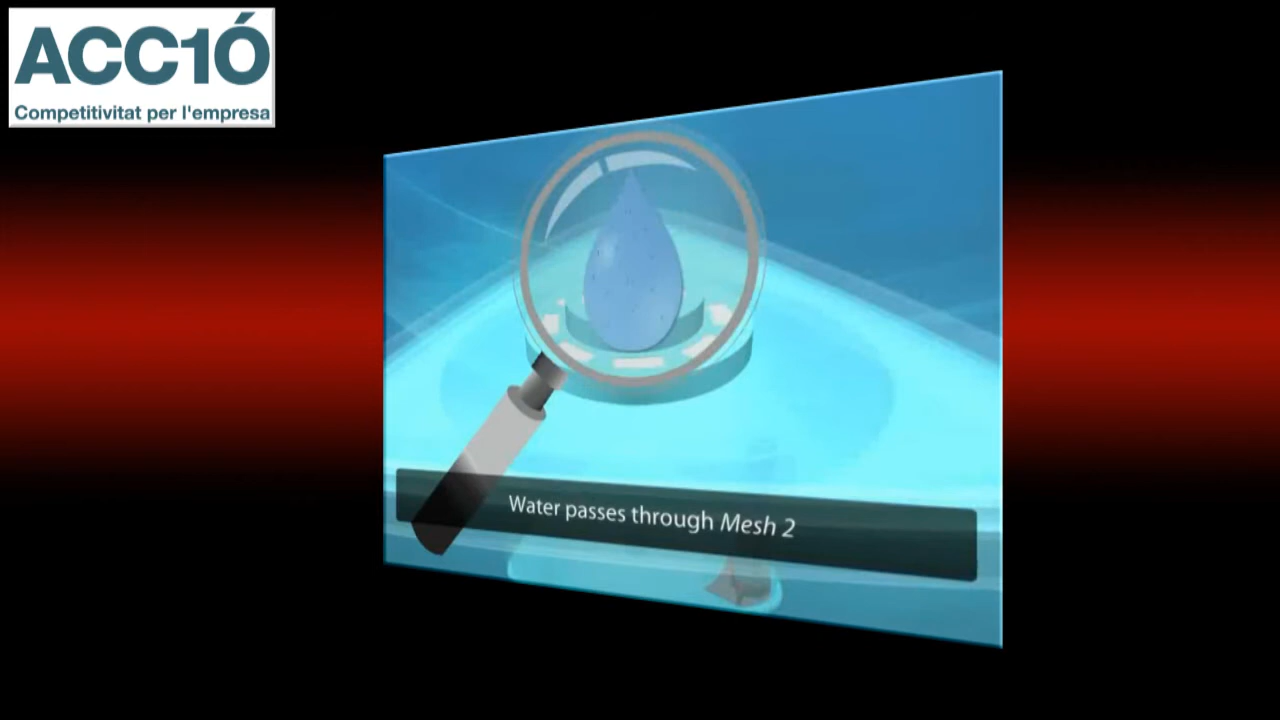 ACC1Ó
Competitivitat per l'empresa
Water passes through Mesh 2